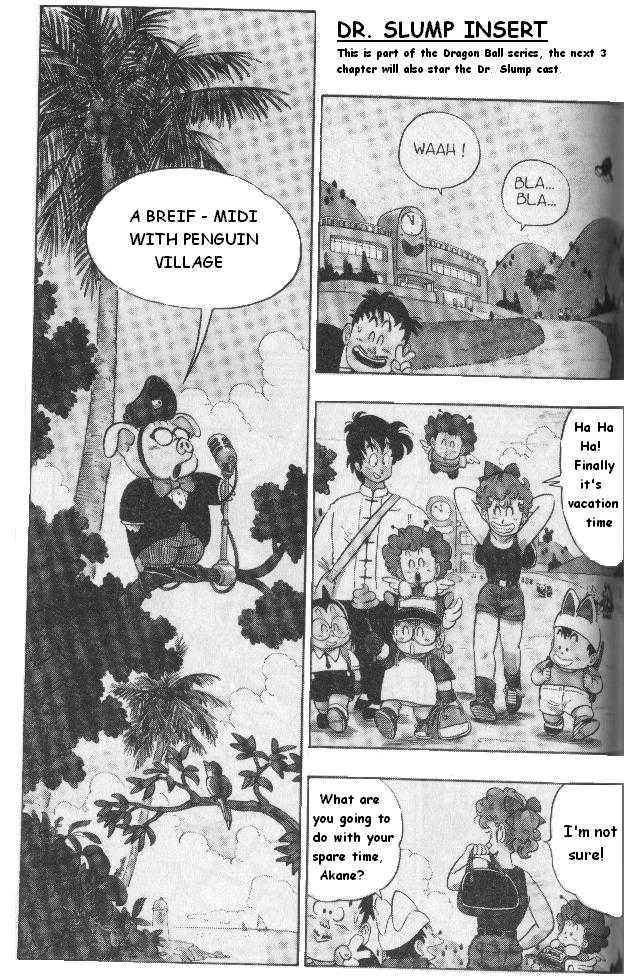 DR. SLUMP INSERT
This is part of the Dragon Ball series, the next 3
chapter will also star the Dr. Slump cast.
A BREIF - MIDI
WITH PENGUIN
VILLAGE
WAAH !
BLA...
BLA...
Ha Ha
Ha!
Finally
it's
vacation
time
What are
you going to
do with your
spare time,
Akane?
I'm not
sure!